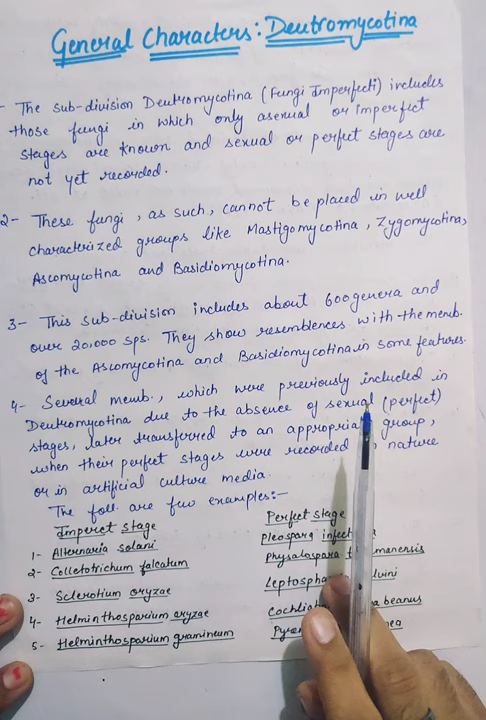 General Characters: Deutromycotina
- The sub-division Deutromycotina (Fungi Imperfecti) includes
those fungi in which only asexual or imperfect
stages are known and sexual or perfect stages are
not yet recorded.
2- These fungi, as such, cannot be placed in well
characterized groups like Mastigomycotina, Zygomycotina,
Ascomycotina and Basidiomycotina.
3- This sub-division includes about 600 genera and
over 20,000 sps. They show resemblences with the memb.
of the Ascomycotina and Basidiomycotina in some features.
4- Several memb., which were previously included in
Deutromycotina due to the absence of sexual (perfect)
stages, later transferred to an group,
when their perfect stages were recorded nature
or in artificial culture media.
The foll. are few examples:-
Imperct stage Perfect stage
1- Alternaria solani Pleospara
2- Colletotrichum falcatum Physalospara
3- Sclerotium oryzae
4- Helminthosparium oryzae
5- Helminthosparium gramineum